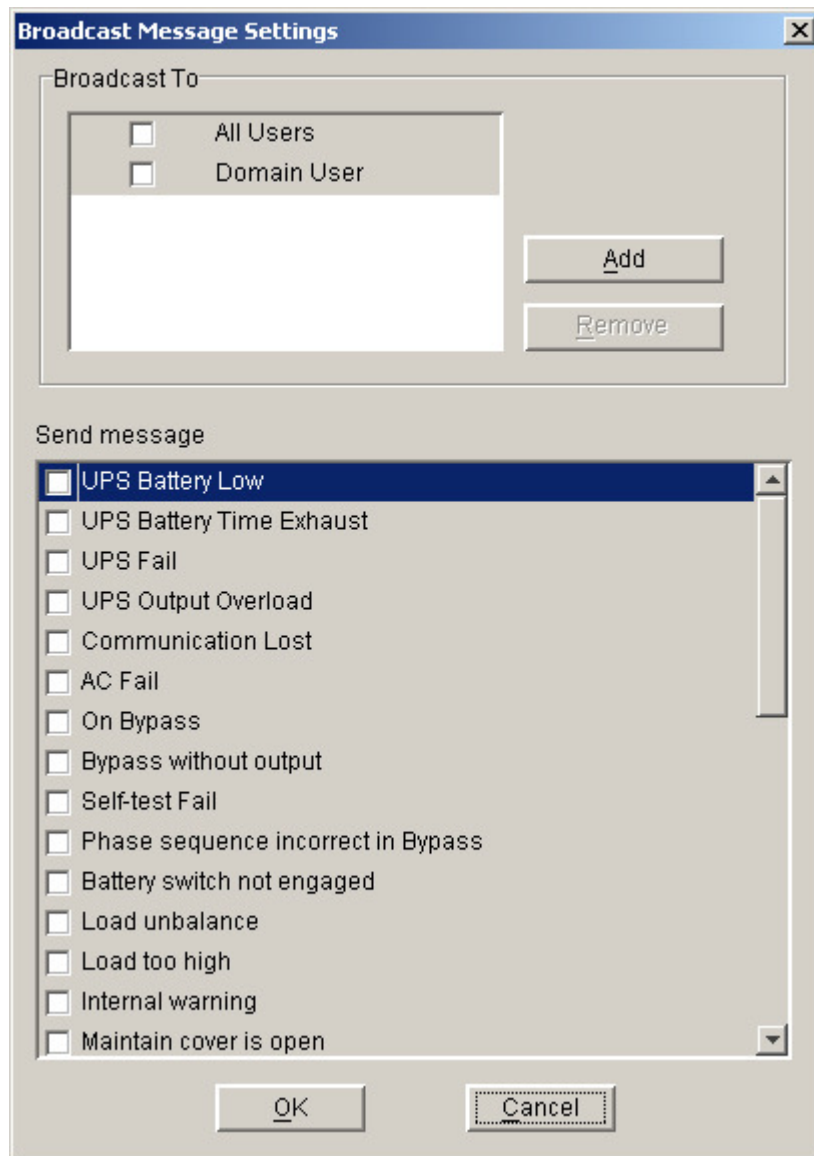 Broadcast Message Settings
Broadcast To
All Users
Domain User
Add
Remove
Send message
UPS Battery Low
UPS Battery Time Exhaust
UPS Fail
UPS Output Overload
Communication Lost
AC Fail
On Bypass
Bypass without output
Self-test Fail
Phase sequence incorrect in Bypass
Battery switch not engaged
Load unbalance
Load too high
Internal warning
Maintain cover is open
OK
Cancel